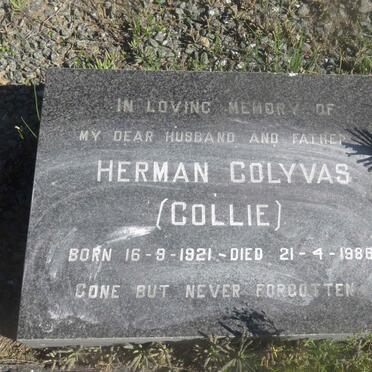 IN LOVING MEMORY OF
MY DEAR HUSBAND AND FATHER
HERMAN COLYVAS
(COLLIE)
BORN 16-9-1921 - DIED 21-4-1986
GONE BUT NEVER FORGOTTEN